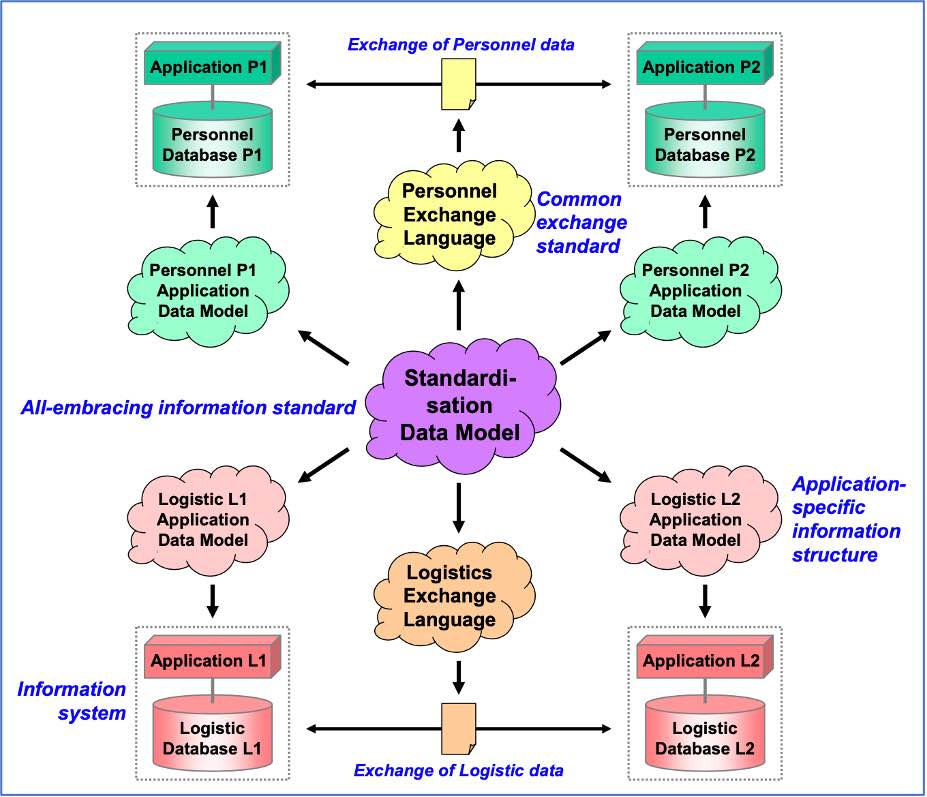 Exchange of Personnel data
Application P1
Application P2
Personnel
Database P1
Personnel
Database P2
Personnel
Exchange
Language
Common
exchange
standard
Personnel P1
Application
Data Model
Personnel P2
Application
Data Model
Standardi-
sation
Data Model
All-embracing information standard
Logistic L1
Application
Data Model
Logistic L2
Application
Data Model
Application-
specific
information
structure
Logistics
Exchange
Language
Application L1
Application L2
Information
system
Logistic
Database L1
Logistic
Database L2
Exchange of Logistic data